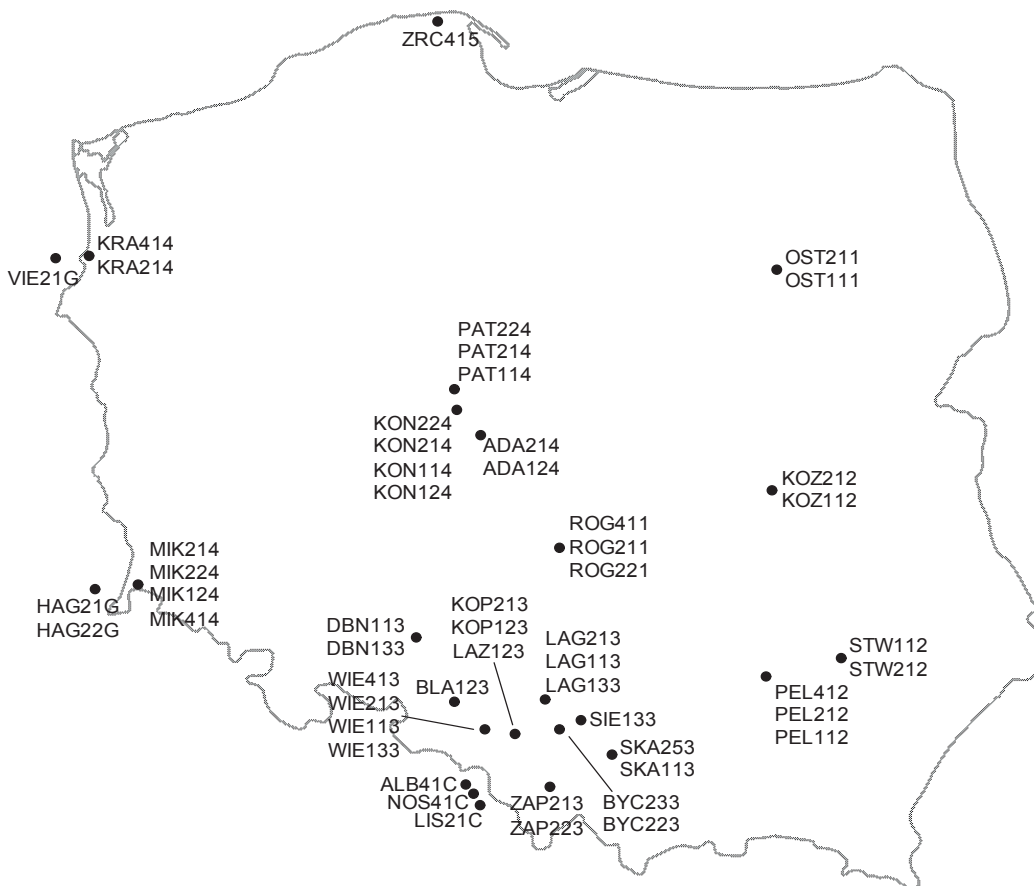 ZRC415
KRA414
KRA214
VIE21G
OST211
OST111
PAT224
PAT214
PAT114
KON224
KON214
KON114
KON124
ADA214
ADA124
KOZ212
KOZ112
ROG411
ROG211
ROG221
MIK214
MIK224
MIK124
MIK414
HAG21G
HAG22G
DBN113
DBN133
KOP213
KOP123
LAZ123
LAG213
LAG113
LAG133
STW112
STW212
WIE413
WIE213
WIE113
WIE133
BLA123
SIE133
PEL412
PEL212
PEL112
SKA253
SKA113
ALB41C
NOS41C
LIS21C
ZAP213
ZAP223
BYC233
BYC223